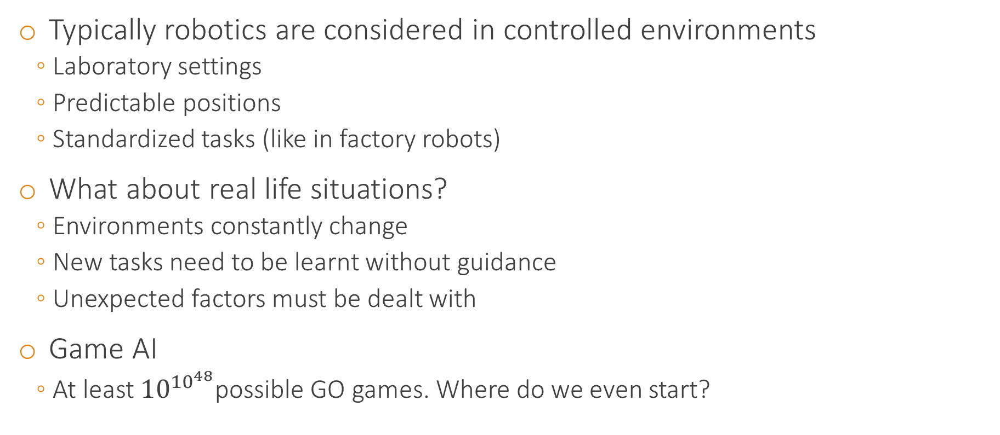 ○ Typically robotics are considered in controlled environments
◦ Laboratory settings
◦ Predictable positions
◦ Standardized tasks (like in factory robots)
○ What about real life situations?
◦ Environments constantly change
◦ New tasks need to be learnt without guidance
◦ Unexpected factors must be dealt with
○ Game AI
◦ At least 10^10^48 possible GO games. Where do we even start?